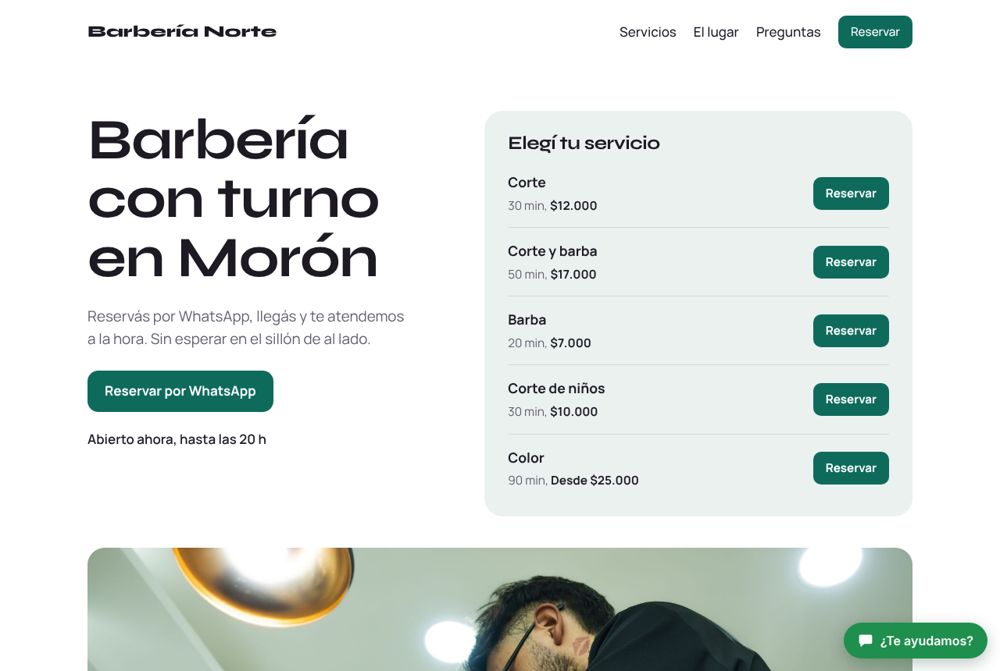 Barbería Norte
Servicios
El lugar
Preguntas
Reservar
Barbería
con turno
en Morón
Reservás por WhatsApp, llegás y te atendemos
a la hora. Sin esperar en el sillón de al lado.
Reservar por WhatsApp
Abierto ahora, hasta las 20 h
Elegí tu servicio
Corte
30 min, $12.000
Reservar
Corte y barba
50 min, $17.000
Reservar
Barba
20 min, $7.000
Reservar
Corte de niños
30 min, $10.000
Reservar
Color
90 min, Desde $25.000
Reservar
¿Te ayudamos?